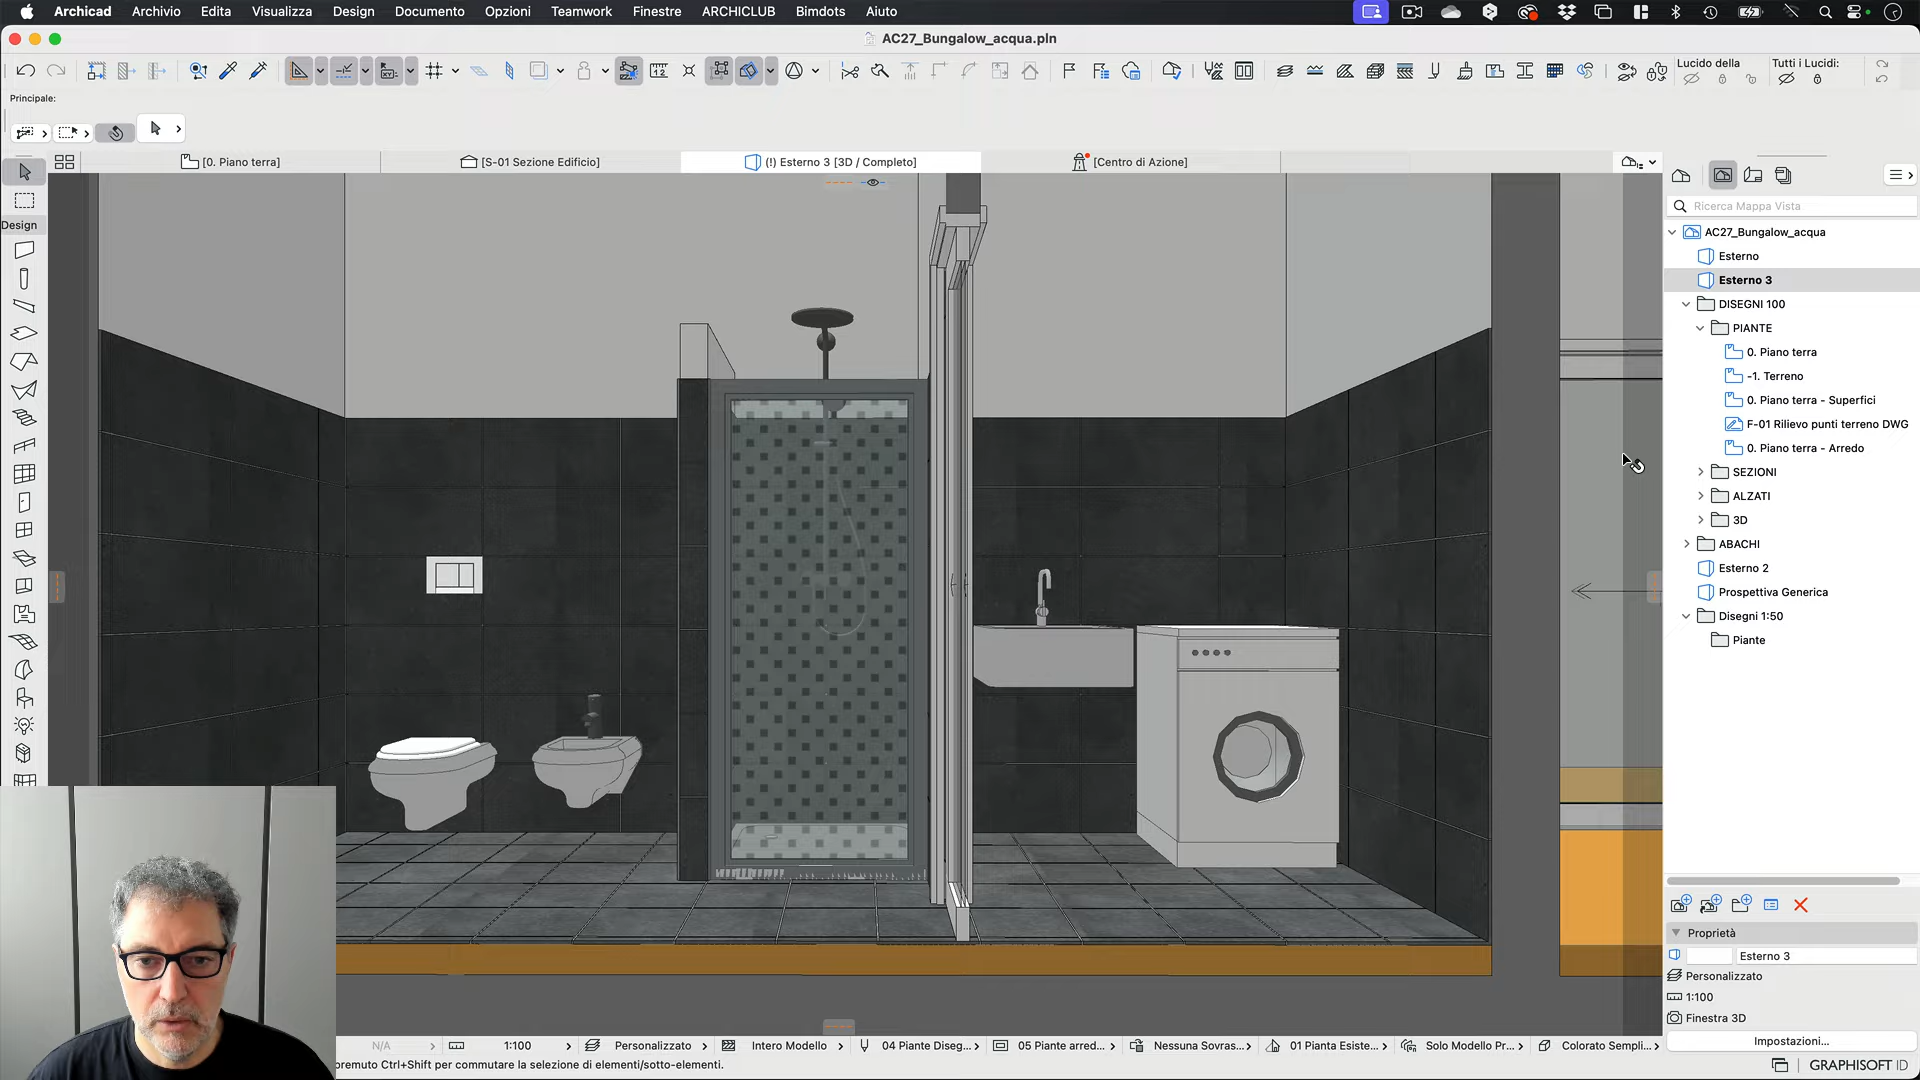 Archicad Archivio Edita Visualizza Design Documento Opzioni Teamwork Finestre ARCHICLUB Bimdots Aiuto
AC27_Bungalow_acqua.pln
Lucido della Tutti i Lucidi:
Principale:
[0. Piano terra] [S-01 Sezione Edificio] (!) Esterno 3 [3D / Completo] [Centro di Azione]
Design
Ricerca Mappa Vista
AC27_Bungalow_acqua
Esterno
Esterno 3
DISEGNI 100
PIANTE
0. Piano terra
-1. Terreno
0. Piano terra - Superfici
F-01 Rilievo punti terreno DWG
0. Piano terra - Arredo
SEZIONI
ALZATI
3D
ABACHI
Esterno 2
Prospettiva Generica
Disegni 1:50
Piante
Proprietà
Esterno 3
Personalizzato
1:100
Finestra 3D
Impostazioni...
N/A 1:100 Personalizzato Intero Modello 04 Piante Diseg... 05 Piante arred... Nessuna Sovras... 01 Pianta Esiste... Solo Modello Pr... Colorato Sempli...
oremuto Ctrl+Shift per commutare la selezione di elementi/sotto-elementi.
GRAPHISOFT ID